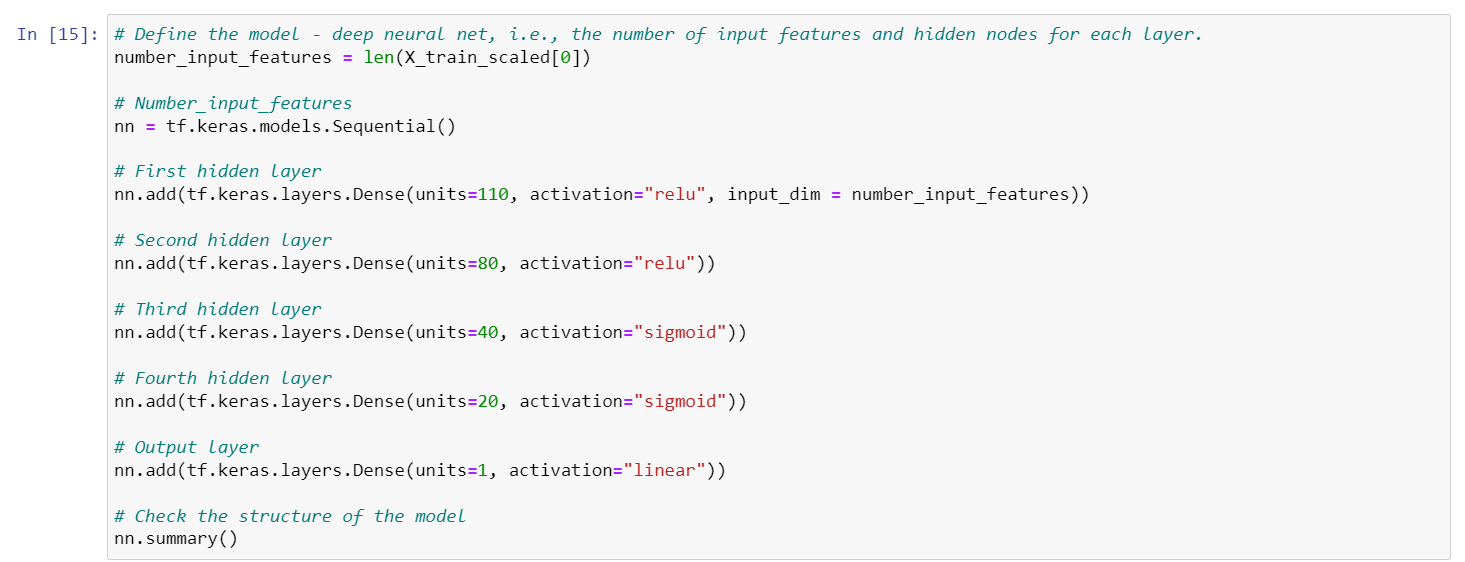 In [15]: # Define the model - deep neural net, i.e., the number of input features and hidden nodes for each layer.
number_input_features = len(X_train_scaled[0])
# Number_input_features
nn = tf.keras.models.Sequential()
# First hidden layer
nn.add(tf.keras.layers.Dense(units=110, activation="relu", input_dim = number_input_features))
# Second hidden layer
nn.add(tf.keras.layers.Dense(units=80, activation="relu"))
# Third hidden layer
nn.add(tf.keras.layers.Dense(units=40, activation="sigmoid"))
# Fourth hidden layer
nn.add(tf.keras.layers.Dense(units=20, activation="sigmoid"))
# Output layer
nn.add(tf.keras.layers.Dense(units=1, activation="linear"))
# Check the structure of the model
nn.summary()